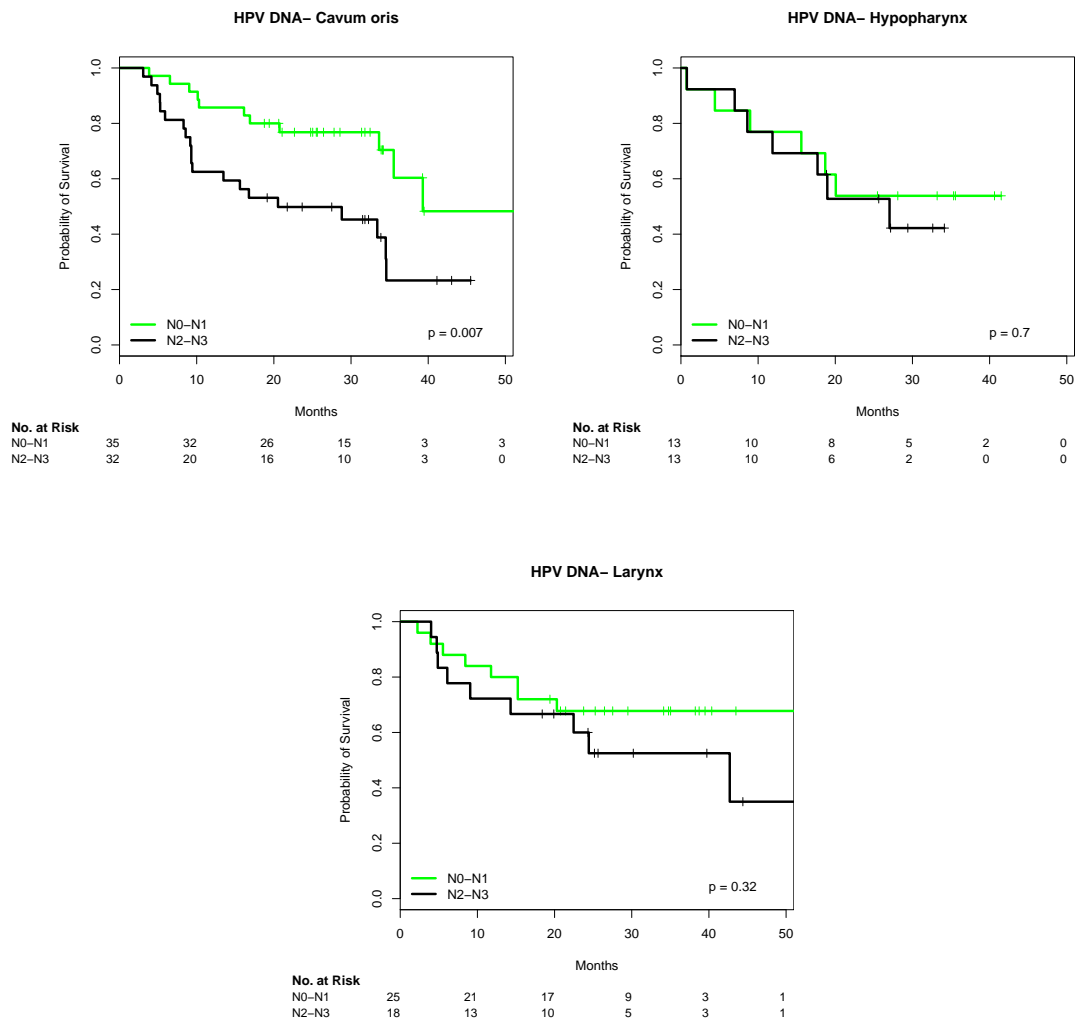 HPV DNA− Cavum oris
Probability of Survival
1.0
0.8
0.6
0.4
0.2
0.0
N0−N1
N2−N3
p = 0.007
0 10 20 30 40 50
Months
No. at Risk
N0−N1 35 32 26 15 3 3
N2−N3 32 20 16 10 3 0
HPV DNA− Hypopharynx
Probability of Survival
1.0
0.8
0.6
0.4
0.2
0.0
N0−N1
N2−N3
p = 0.7
0 10 20 30 40 50
Months
No. at Risk
N0−N1 13 10 8 5 2 0
N2−N3 13 10 6 2 0 0
HPV DNA− Larynx
Probability of Survival
1.0
0.8
0.6
0.4
0.2
0.0
N0−N1
N2−N3
p = 0.32
0 10 20 30 40 50
Months
No. at Risk
N0−N1 25 21 17 9 3 1
N2−N3 18 13 10 5 3 1